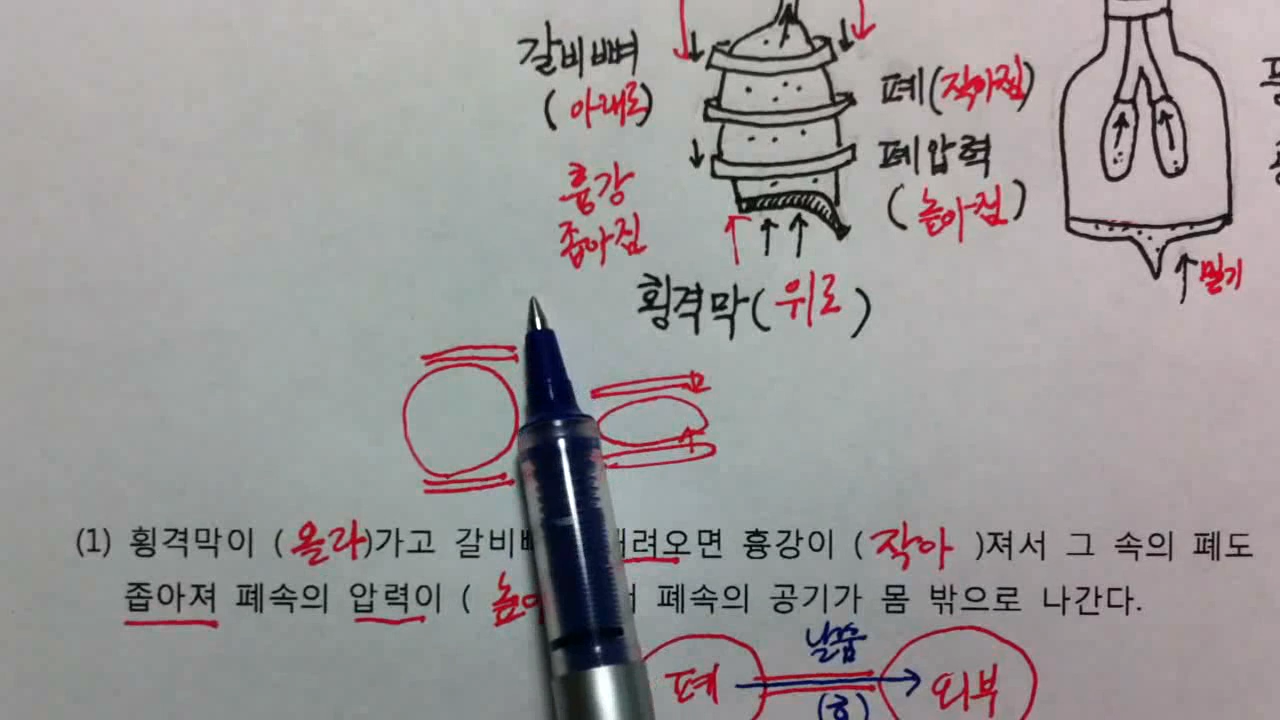 갈비뼈
( 아래로)
흉강
좁아짐
폐(작아짐)
폐압력
( 높아짐 )
횡격막( 위로 )
밀기
(1) 횡격막이 ( 올라)가고 갈비뼈 내려오면 흉강이 ( 작아 )져서 그 속의 폐도
좁아져 폐속의 압력이 ( 높아 폐속의 공기가 몸 밖으로 나간다.
날숨
폐
외부
(호)